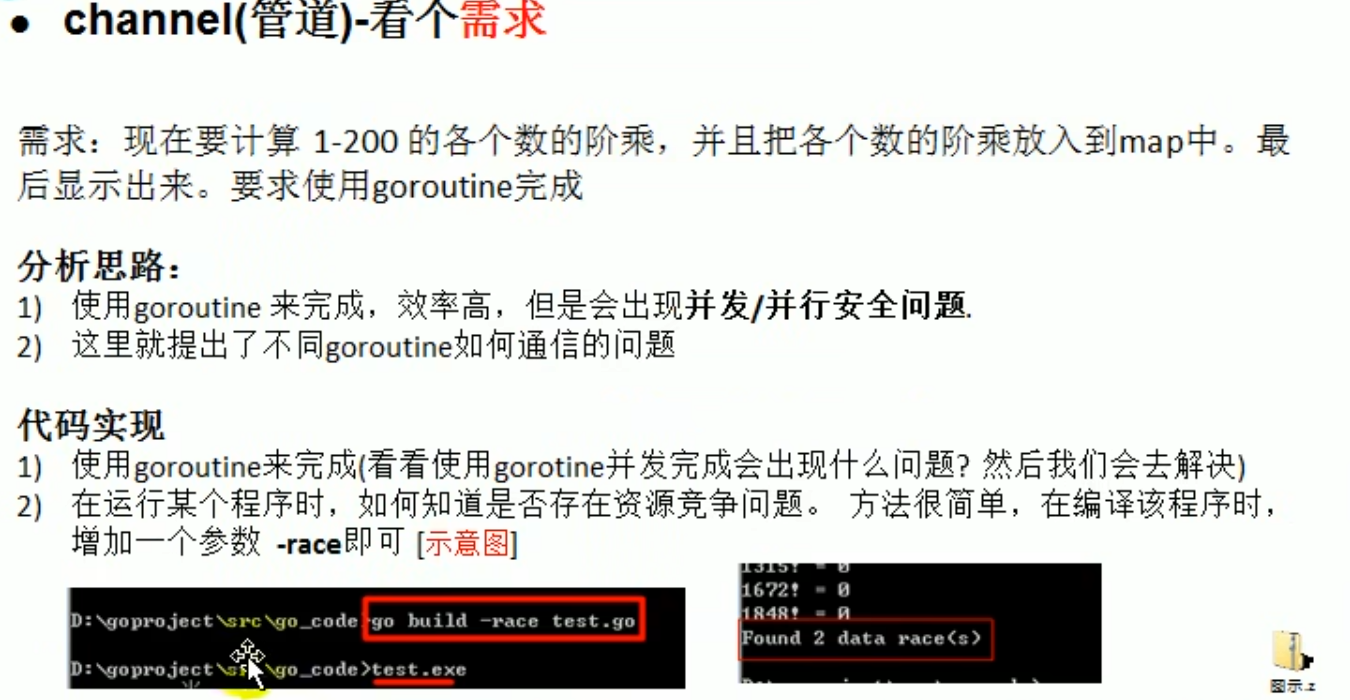 ● channel(管道)-看个需求
需求：现在要计算 1-200 的各个数的阶乘，并且把各个数的阶乘放入到map中。最
后显示出来。要求使用goroutine完成
分析思路：
1) 使用goroutine 来完成，效率高，但是会出现并发/并行安全问题.
2) 这里就提出了不同goroutine如何通信的问题
代码实现
1) 使用goroutine来完成(看看使用gorotine并发完成会出现什么问题? 然后我们会去解决)
2) 在运行某个程序时，如何知道是否存在资源竞争问题。 方法很简单，在编译该程序时，
增加一个参数 -race即可 [示意图]
D:\goproject\src\go_code>go build -race test.go
D:\goproject\src\go_code>test.exe
1315! = 0
1672! = 0
1848! = 0
Found 2 data race(s)
图示.z